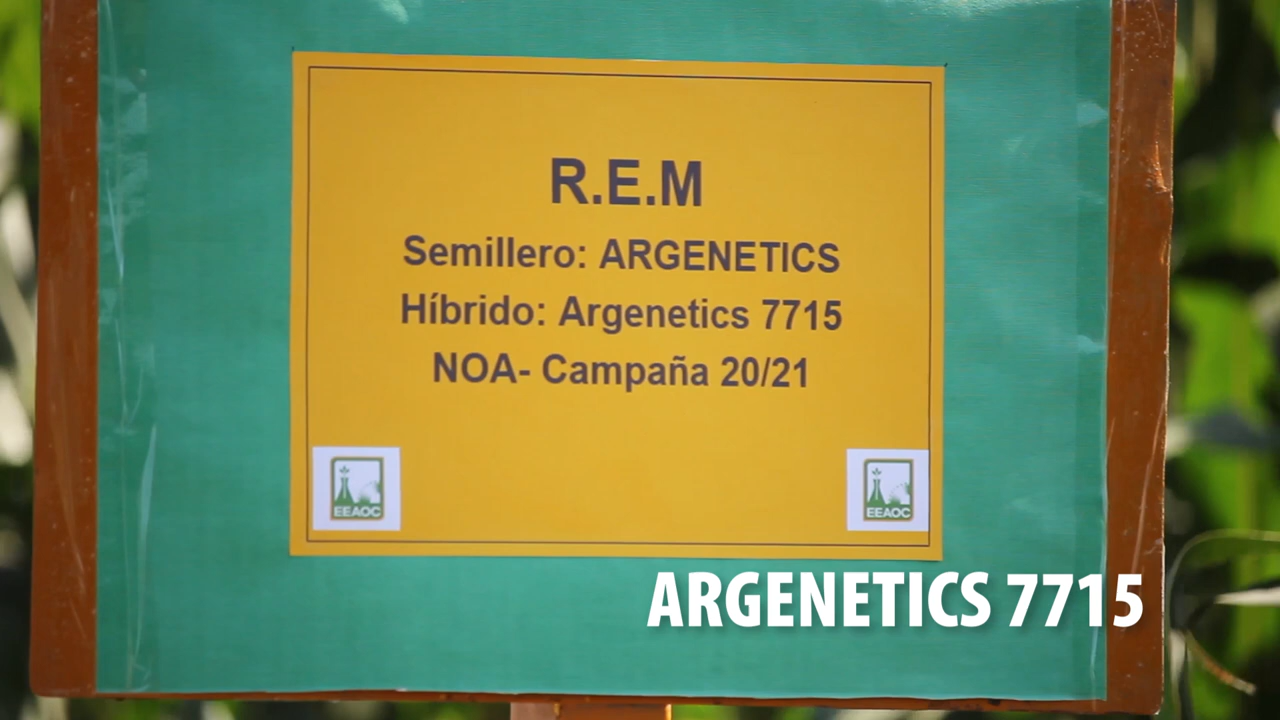 R.E.M
Semillero: ARGENETICS
Híbrido: Argenetics 7715
NOA- Campaña 20/21
EEAOC
EEAOC
ARGENETICS 7715